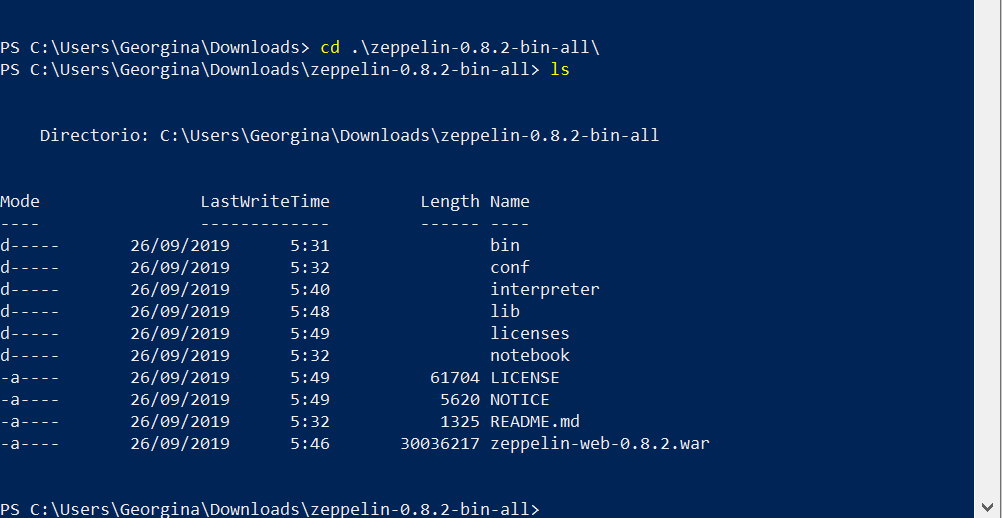 PS C:\Users\Georgina\Downloads> cd .\zeppelin-0.8.2-bin-all\
PS C:\Users\Georgina\Downloads\zeppelin-0.8.2-bin-all> ls
Directorio: C:\Users\Georgina\Downloads\zeppelin-0.8.2-bin-all
Mode LastWriteTime Length Name
---- ------------- ------ ----
d----- 26/09/2019 5:31 bin
d----- 26/09/2019 5:32 conf
d----- 26/09/2019 5:40 interpreter
d----- 26/09/2019 5:48 lib
d----- 26/09/2019 5:49 licenses
d----- 26/09/2019 5:32 notebook
-a---- 26/09/2019 5:49 61704 LICENSE
-a---- 26/09/2019 5:49 5620 NOTICE
-a---- 26/09/2019 5:32 1325 README.md
-a---- 26/09/2019 5:46 30036217 zeppelin-web-0.8.2.war
PS C:\Users\Georgina\Downloads\zeppelin-0.8.2-bin-all>